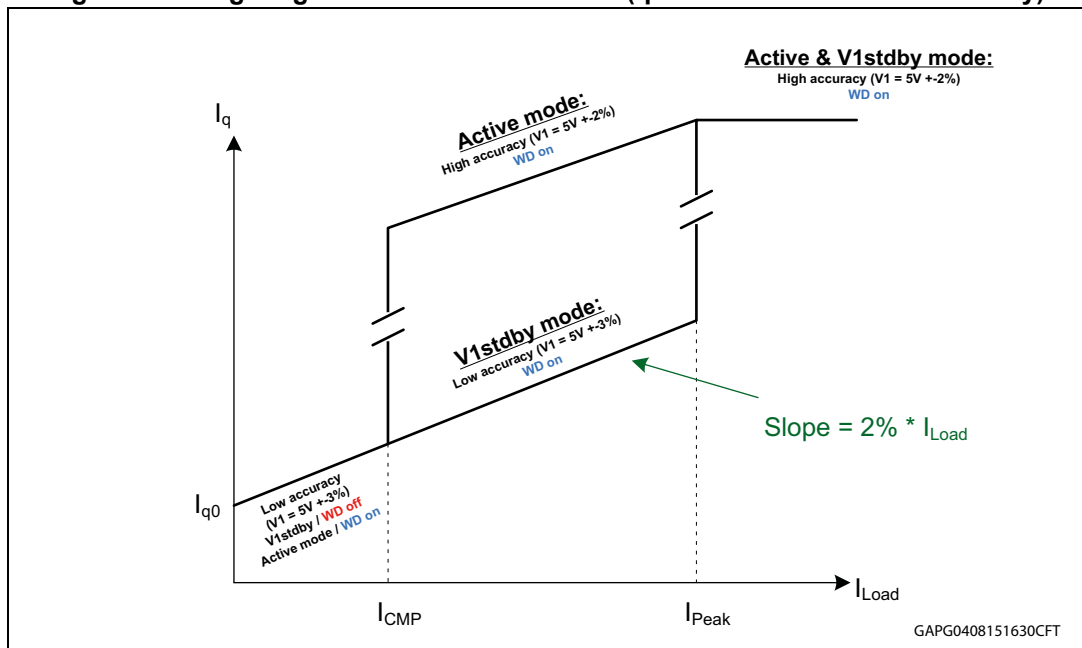 Active & V1stdby mode:
High accuracy (V1 = 5V +-2%)
WD on
Iq
Active mode:
High accuracy (V1 = 5V +-2%)
WD on
V1stdby mode:
Low accuracy (V1 = 5V +-3%)
WD on
Slope = 2% * ILoad
Iq0
Low accuracy
(V1 = 5V +-3%)
V1stdby / WD off
Active mode / WD on
ICMP
IPeak
ILoad
GAPG0408151630CFT